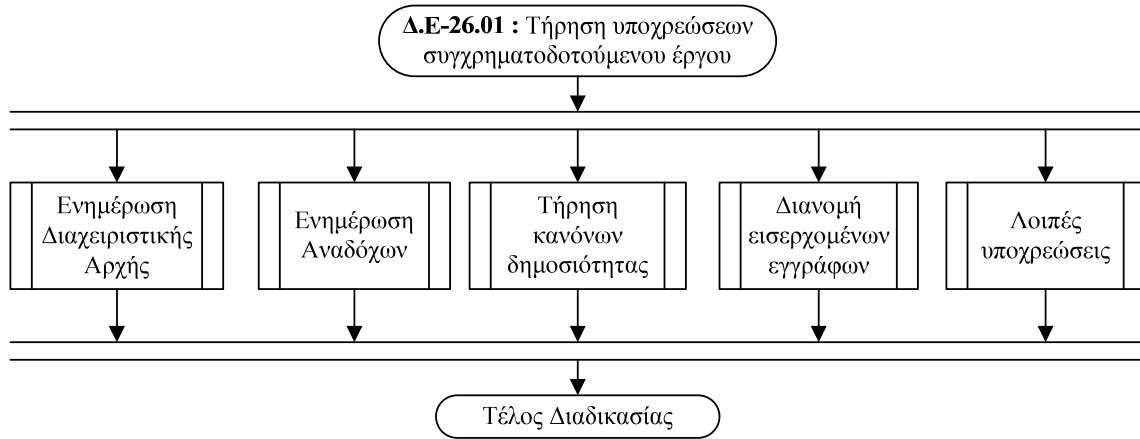 Δ.Ε-26.01 : Τήρηση υποχρεώσεων
συγχρηματοδοτούμενου έργου
Ενημέρωση
Διαχειριστικής
Αρχής
Ενημέρωση
Αναδόχων
Τήρηση
κανόνων
δημοσιότητας
Διανομή
εισερχομένων
εγγράφων
Λοιπές
υποχρεώσεις
Τέλος Διαδικασίας